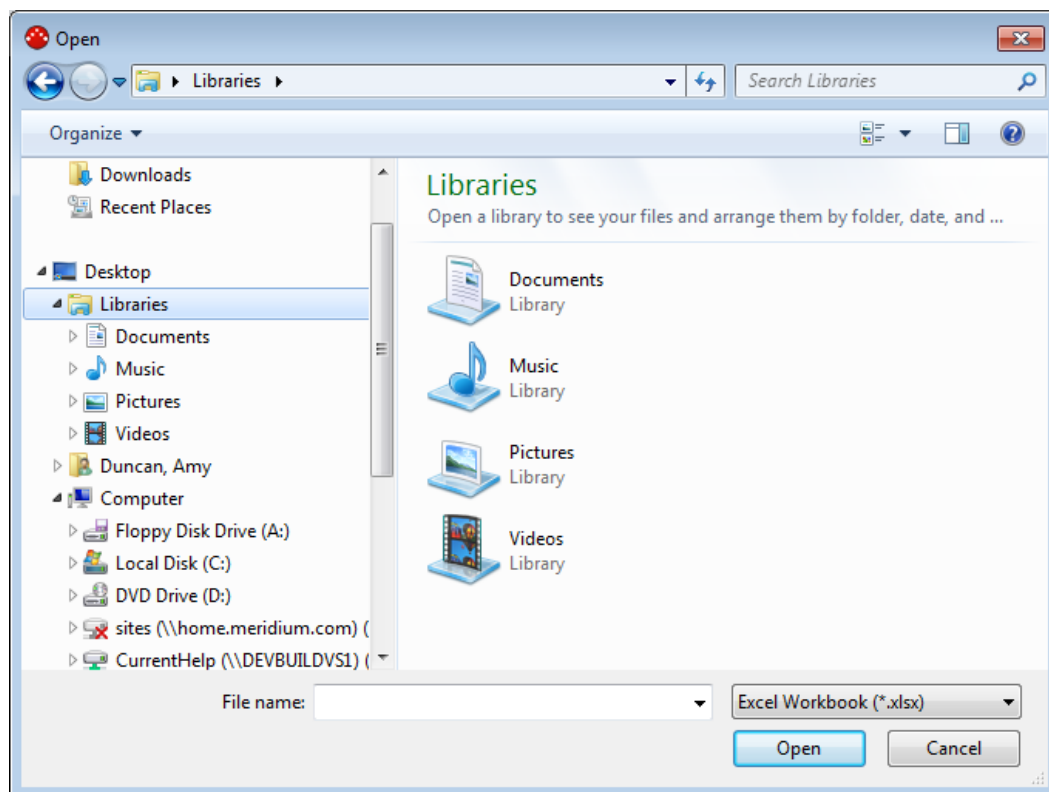 Open
Libraries
Search Libraries
Organize
Downloads
Recent Places
Desktop
Libraries
Documents
Music
Pictures
Videos
Duncan, Amy
Computer
Floppy Disk Drive (A:)
Local Disk (C:)
DVD Drive (D:)
sites (\\home.meridium.com) (
CurrentHelp (\\DEVBUILDVS1) (
Libraries
Open a library to see your files and arrange them by folder, date, and ...
Documents
Library
Music
Library
Pictures
Library
Videos
Library
File name:
Excel Workbook (*.xlsx)
Open
Cancel